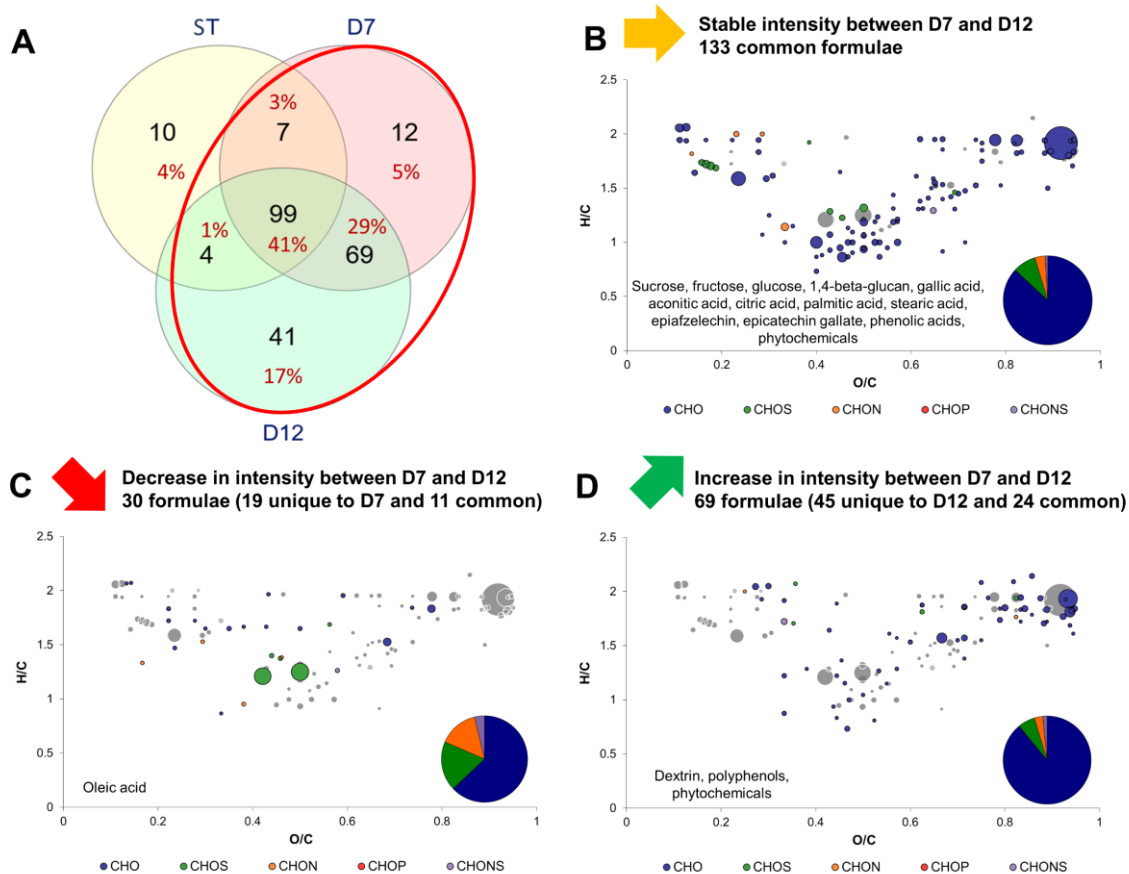 A
ST
D7
3%
10
7
12
4%
5%
99
1%
29%
4
41%
69
41
17%
D12
B
Stable intensity between D7 and D12
133 common formulae
2.5
2
1.5
1
0.5
0
H/C
Sucrose, fructose, glucose, 1,4-beta-glucan, gallic acid,
aconitic acid, citric acid, palmitic acid, stearic acid,
epiafzelechin, epicatechin gallate, phenolic acids,
phytochemicals
0
0.2
0.4
0.6
0.8
1
O/C
CHO
CHOS
CHON
CHOP
CHONS
C
Decrease in intensity between D7 and D12
30 formulae (19 unique to D7 and 11 common)
2.5
2
1.5
1
0.5
0
H/C
Oleic acid
0
0.2
0.4
0.6
0.8
1
O/C
CHO
CHOS
CHON
CHOP
CHONS
D
Increase in intensity between D7 and D12
69 formulae (45 unique to D12 and 24 common)
2.5
2
1.5
1
0.5
0
H/C
Dextrin, polyphenols,
phytochemicals
0
0.2
0.4
0.6
0.8
1
O/C
CHO
CHOS
CHON
CHOP
CHONS